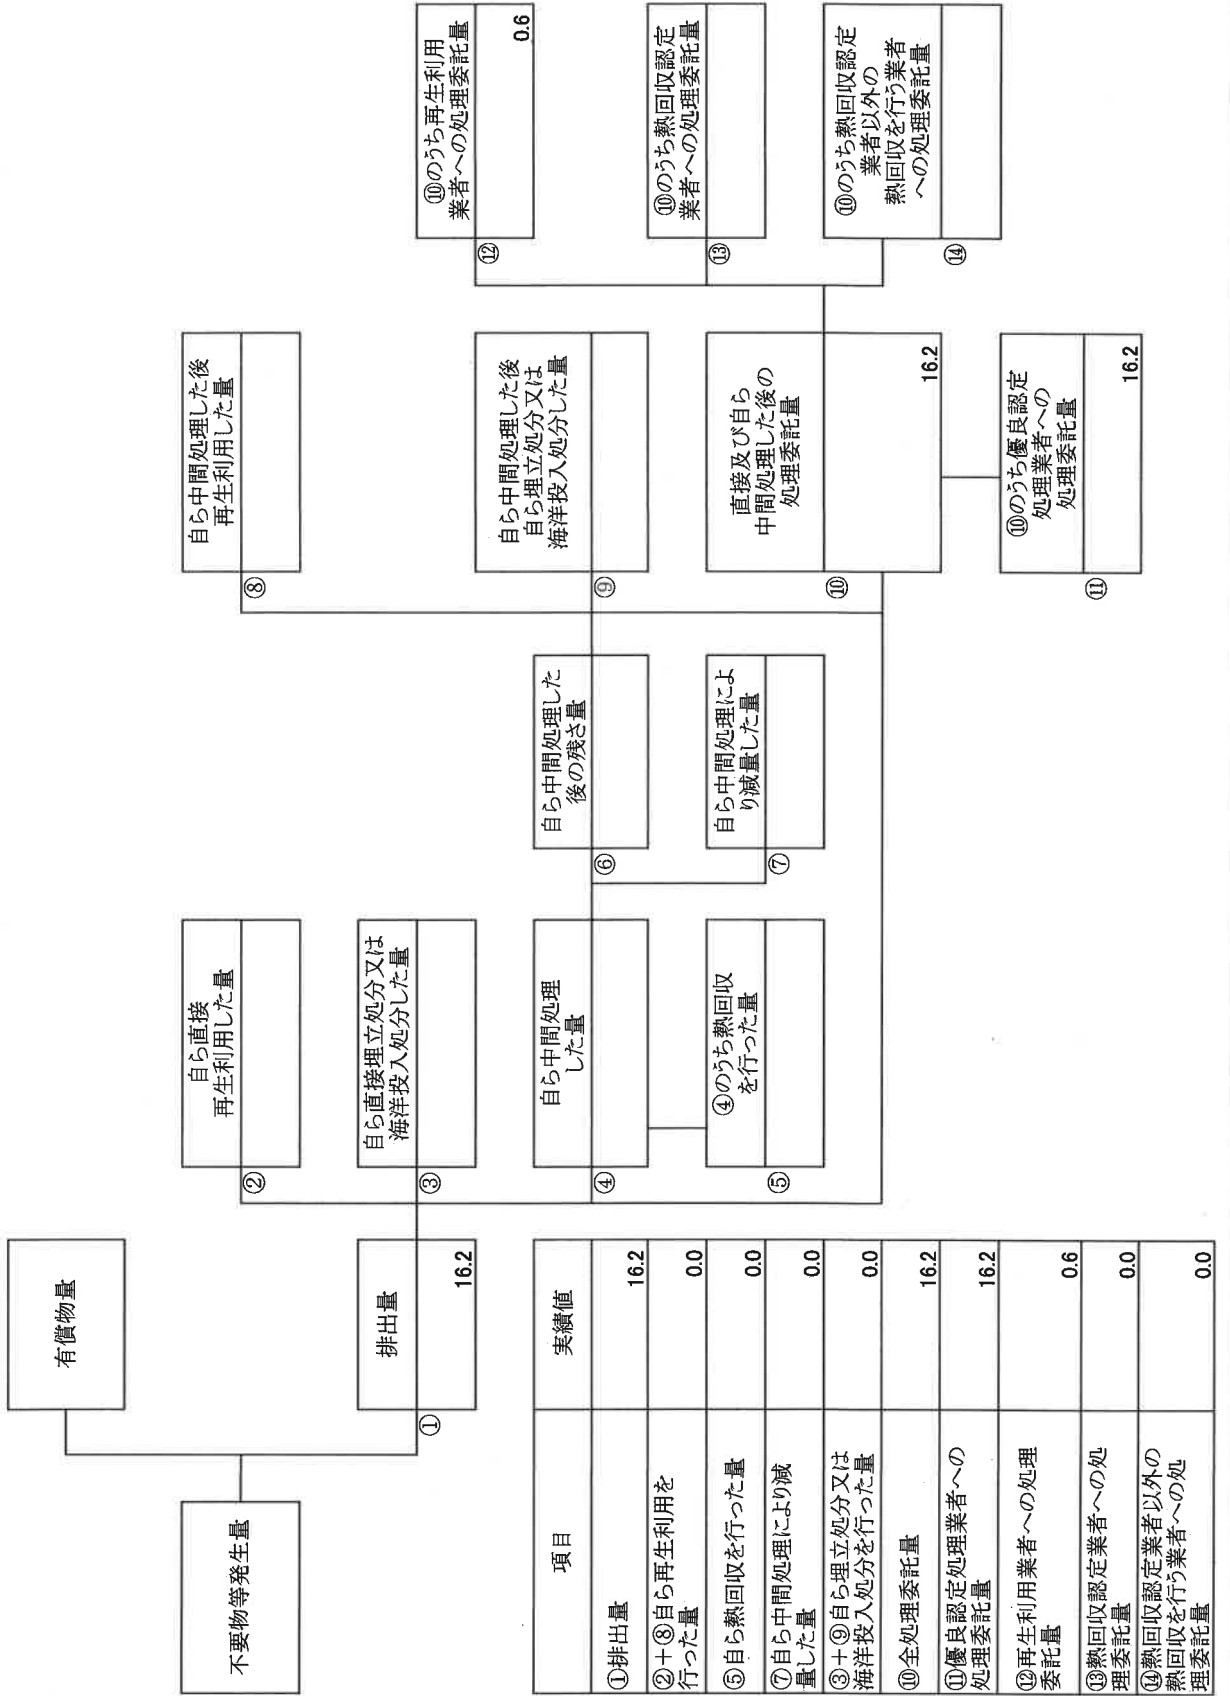 不要物等発生量
有償物量
①
排出量
16.2
②
自ら直接
再生利用した量
③
自ら直接埋立処分又は
海洋投入処分した量
④
自ら中間処理
した量
⑤
④のうち熱回収
を行った量
⑥
自ら中間処理した
後の残さ量
⑦
自ら中間処理によ
り減量した量
⑧
自ら中間処理した後
再生利用した量
⑨
自ら中間処理した後
自ら埋立処分又は
海洋投入処分した量
⑩
直接及び自ら
中間処理した後の
処理委託量
16.2
⑪
⑩のうち優良認定
処理業者への
処理委託量
16.2
⑫
⑩のうち再生利用
業者への処理委託量
0.6
⑬
⑩のうち熱回収認定
業者への処理委託量
⑭
⑩のうち熱回収認定
業者以外の
熱回収を行う業者
への処理委託量
項目 実績値
①排出量 16.2
②+⑧自ら再生利用を
行った量 0.0
⑤自ら熱回収を行った量 0.0
⑦自ら中間処理により減
量した量 0.0
③+⑨自ら埋立処分又は
海洋投入処分を行った量 0.0
⑩全処理委託量 16.2
⑪優良認定処理業者への
処理委託量 16.2
⑫再生利用業者への処理
委託量 0.6
⑬熱回収認定業者への処
理委託量 0.0
⑭熱回収認定業者以外の
熱回収を行う業者への処
理委託量 0.0